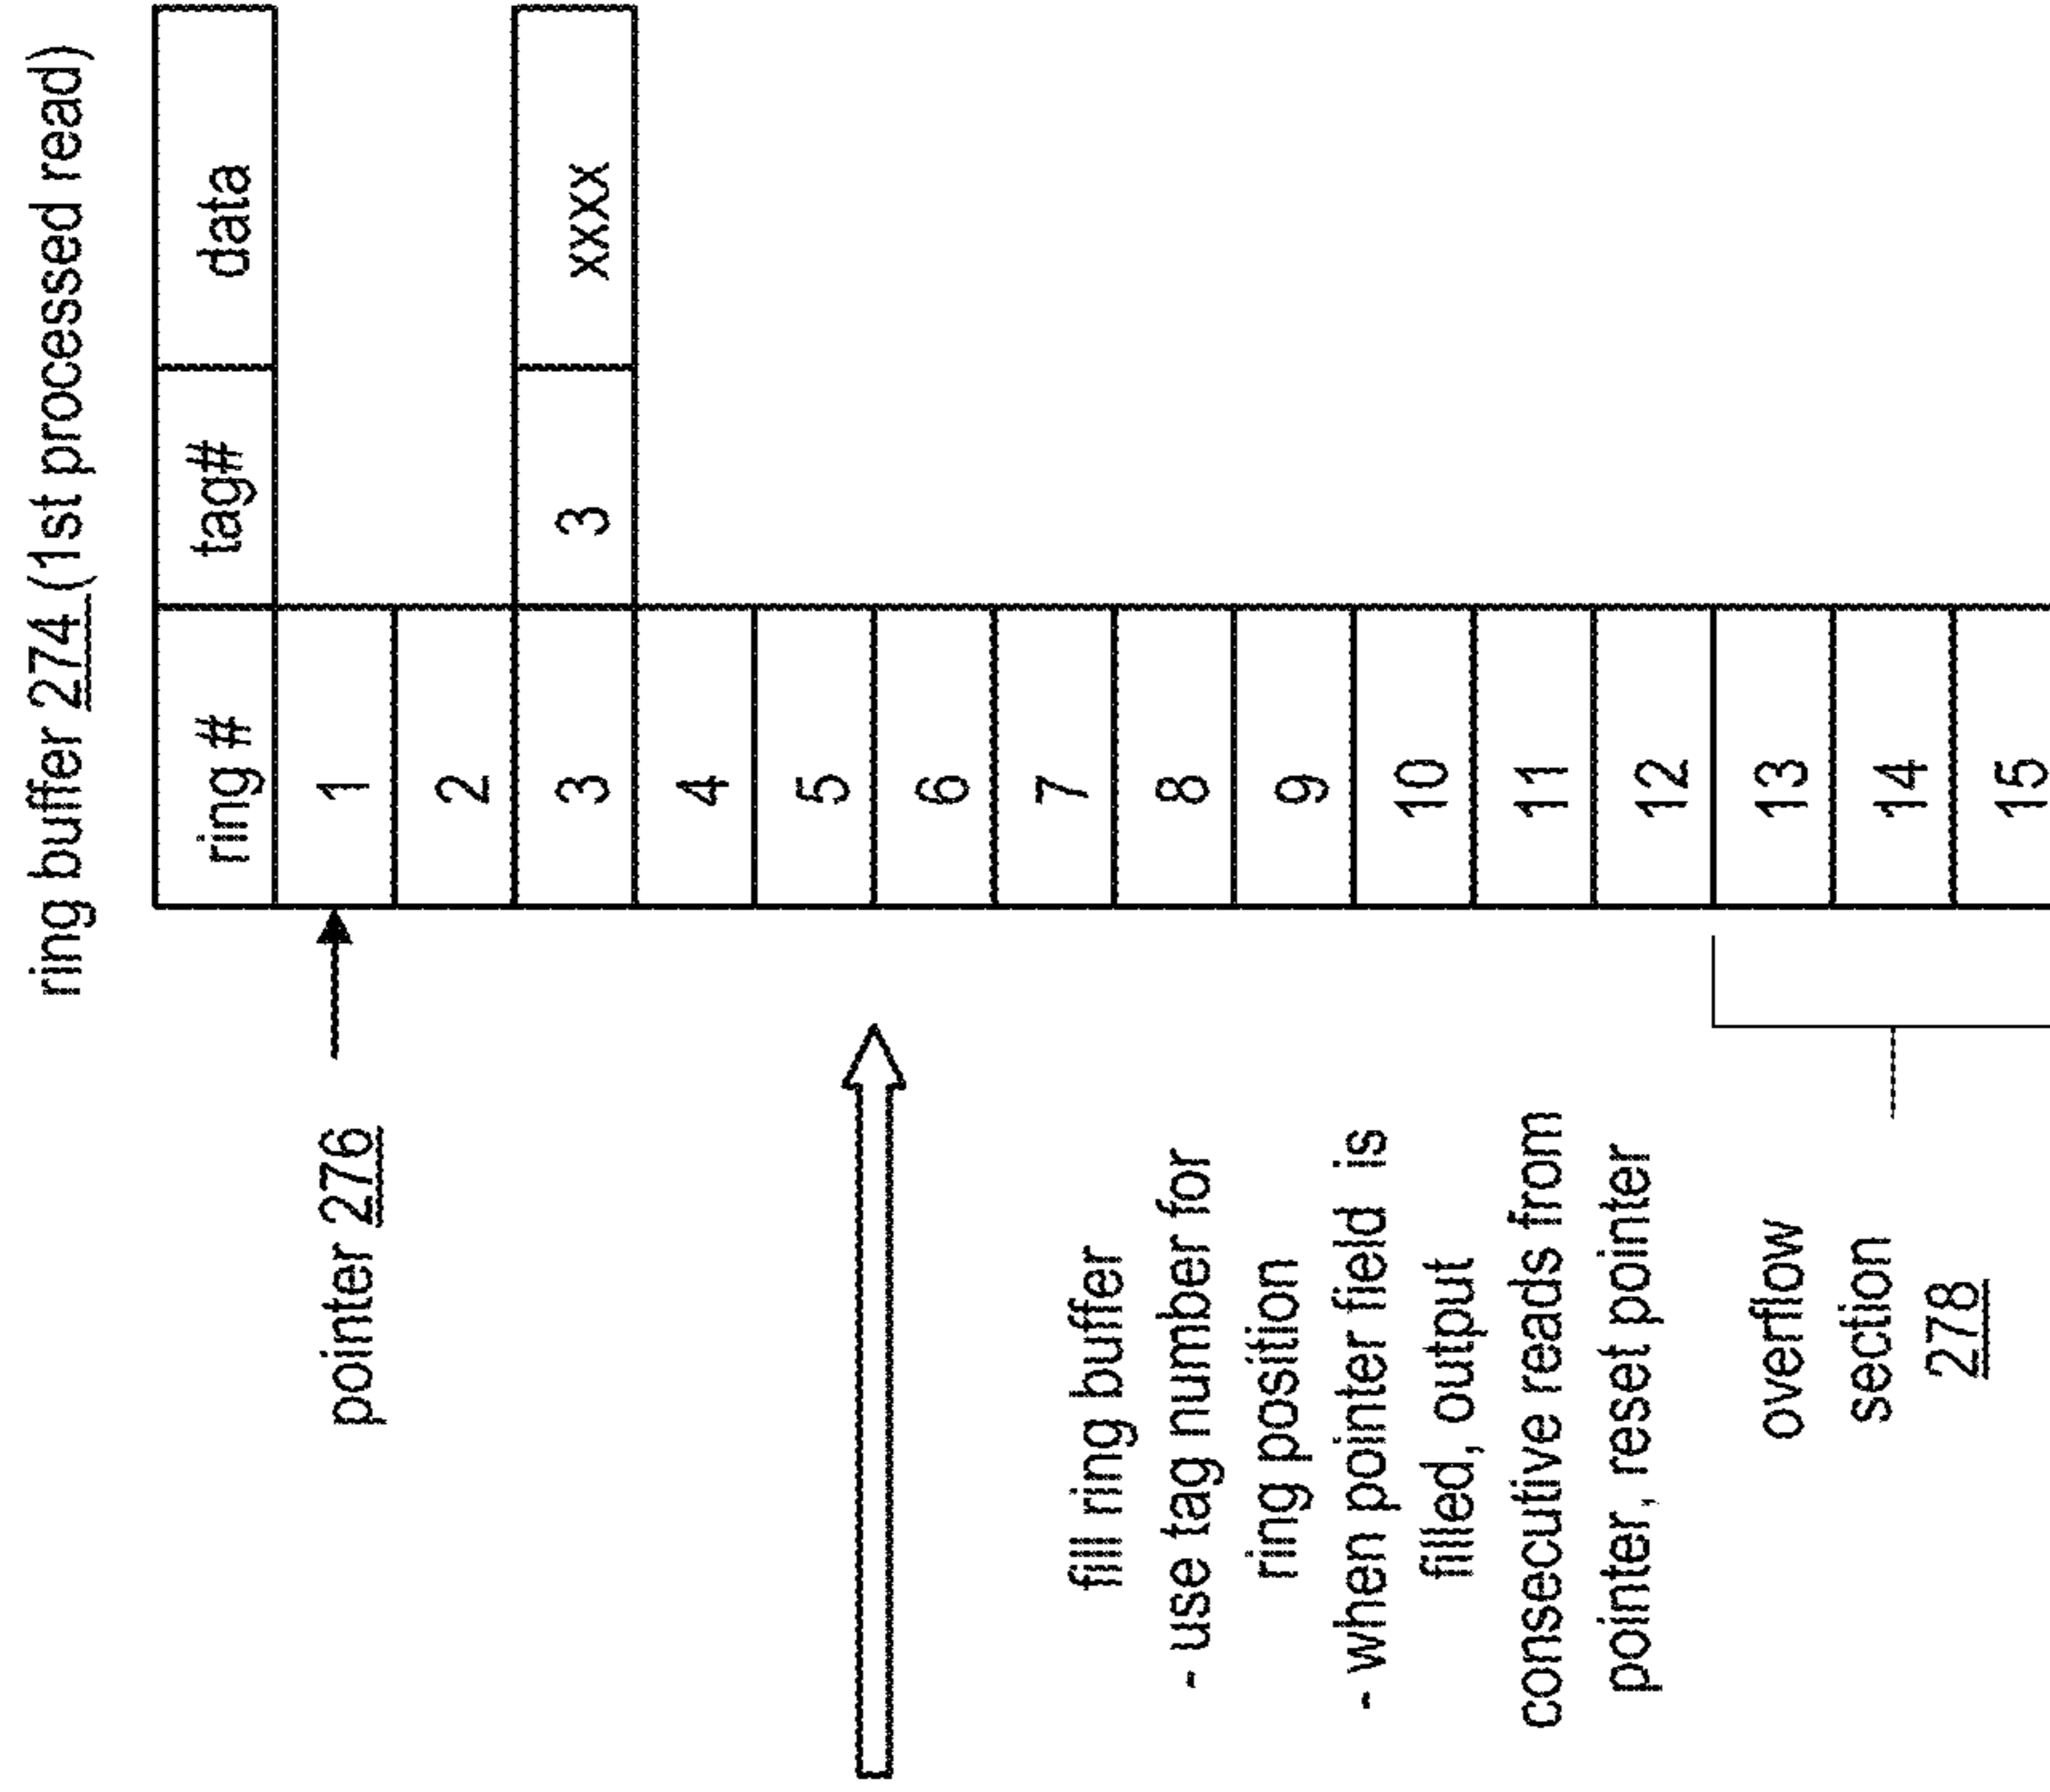 ring buffer 274 (1st processed read)
ring # tag# data
pointer 276
1
2
3 3 xxxx
4
5
6
7
8
9
10
11
12
13
14
15
fill ring buffer
- use tag number for
ring position
- when pointer field is
filled, output
consecutive reads from
pointer, reset pointer
overflow
section
278